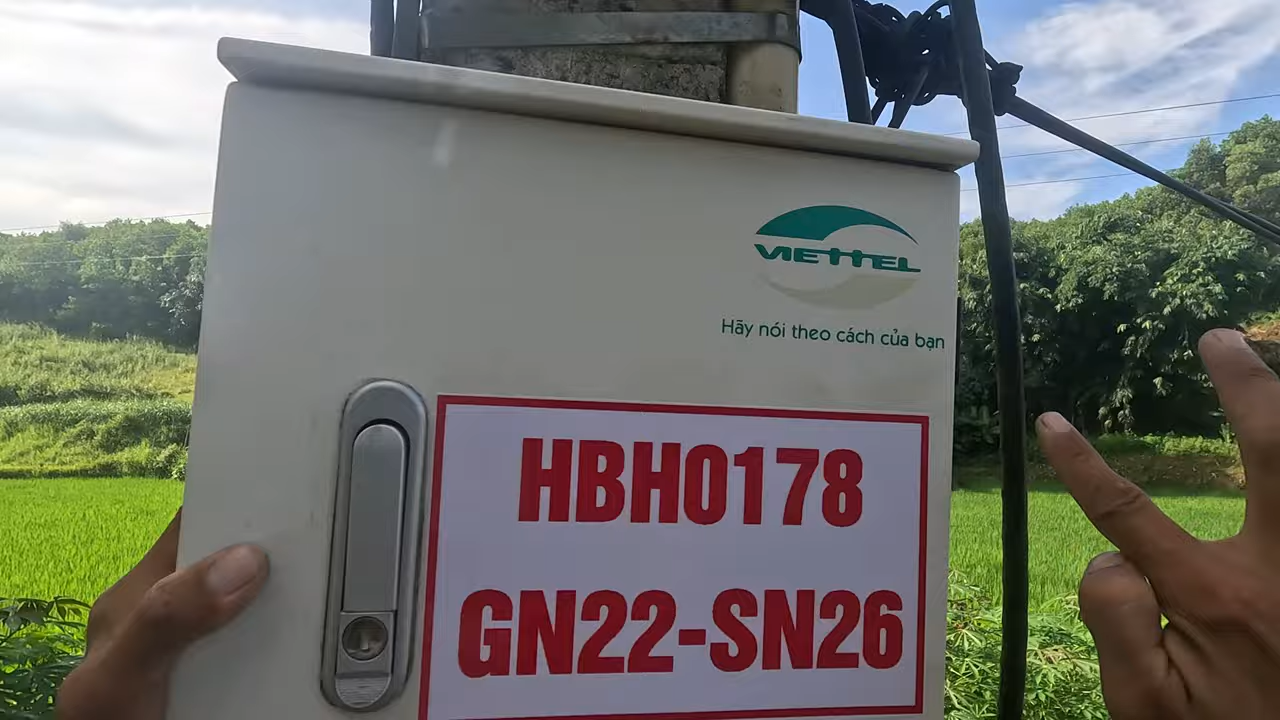 VIETTEL
Hãy nói theo cách của bạn
HBH0178
GN22-SN26